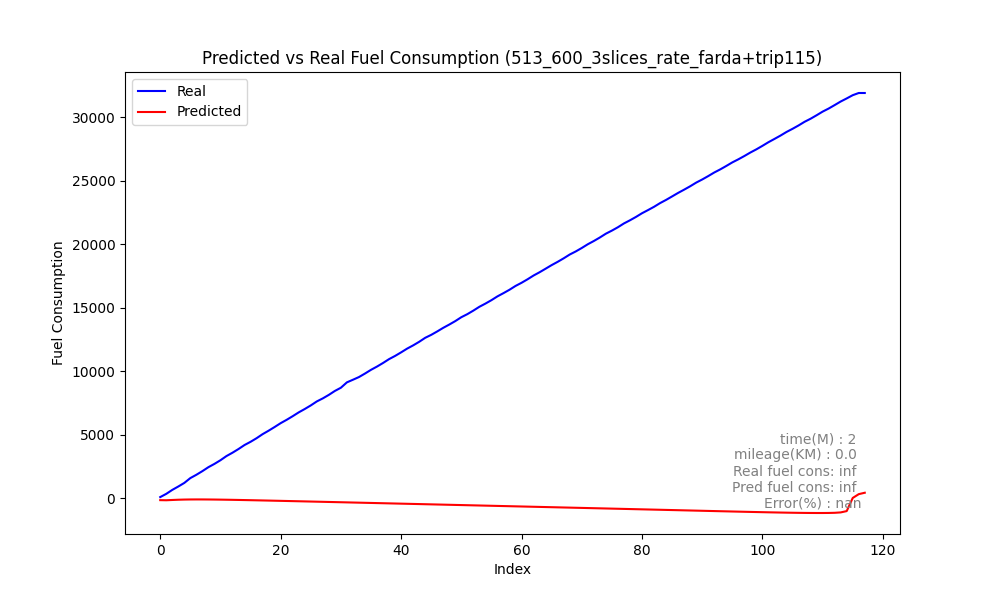 Predicted vs Real Fuel Consumption (513_600_3slices_rate_farda+trip115)
Real
Predicted
30000
25000
20000
15000
10000
5000
0
Fuel Consumption
time(M) : 2
mileage(KM) : 0.0
Real fuel cons: inf
Pred fuel cons: inf
Error(%) : nan
0 20 40 60 80 100 120
Index